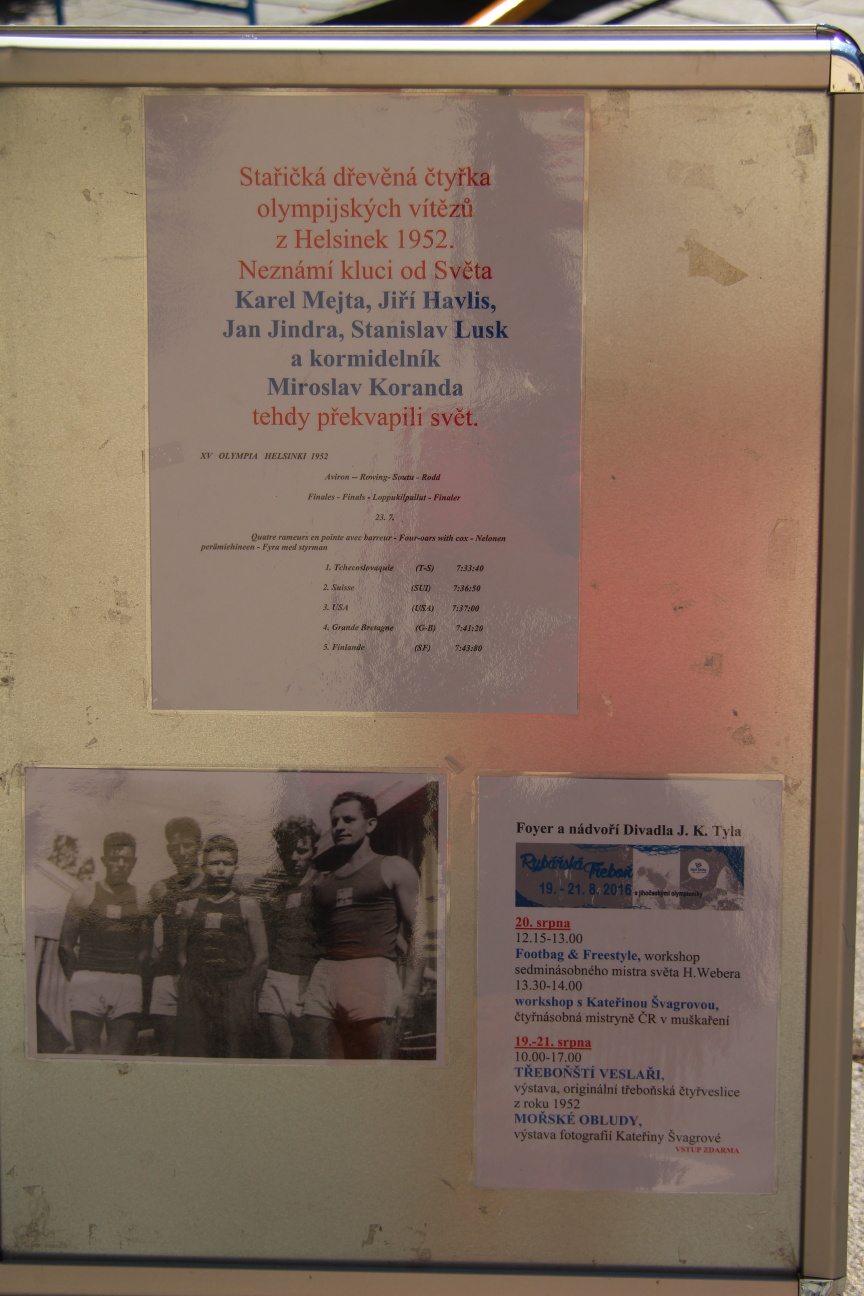 Stařičká dřevěná čtyřka
olympijských vítězů
z Helsinek 1952.
Neznámí kluci od Světa
Karel Mejta, Jiří Havlis,
Jan Jindra, Stanislav Lusk
a kormidelník
Miroslav Koranda
tehdy překvapili svět.
XV OLYMPIA HELSINKI 1952
Aviron – Rowing- Soutu - Rodd
Finales - Finals - Loppukilpailut - Finaler
23. 7.
Quatre rameurs en pointe avec barreur - Four-oars with cox - Nelonen
perämiehineen - Fyra med styrman
1. Tchecoslovaquie (T-S) 7:33:40
2. Suisse (SUI) 7:36:50
3. USA (USA) 7:37:00
4. Grande Bretagne (G-B) 7:41:20
5. Finlande (SF) 7:43:80
Foyer a nádvoří Divadla J. K. Tyla
Rybářská Třeboň
19. - 21. 8. 2016 s jihočeskými olympioniky
20. srpna
12.15-13.00
Footbag & Freestyle, workshop
sedminásobného mistra světa H.Webera
13.30-14.00
workshop s Kateřinou Švagrovou,
čtyřnásobná mistryně ČR v muškaření
19.-21. srpna
10.00-17.00
TŘEBOŇŠTÍ VESLAŘI,
výstava, originální třeboňská čtyřveslice
z roku 1952
MOŘSKÉ OBLUDY,
výstava fotografií Kateřiny Švagrové
VSTUP ZDARMA